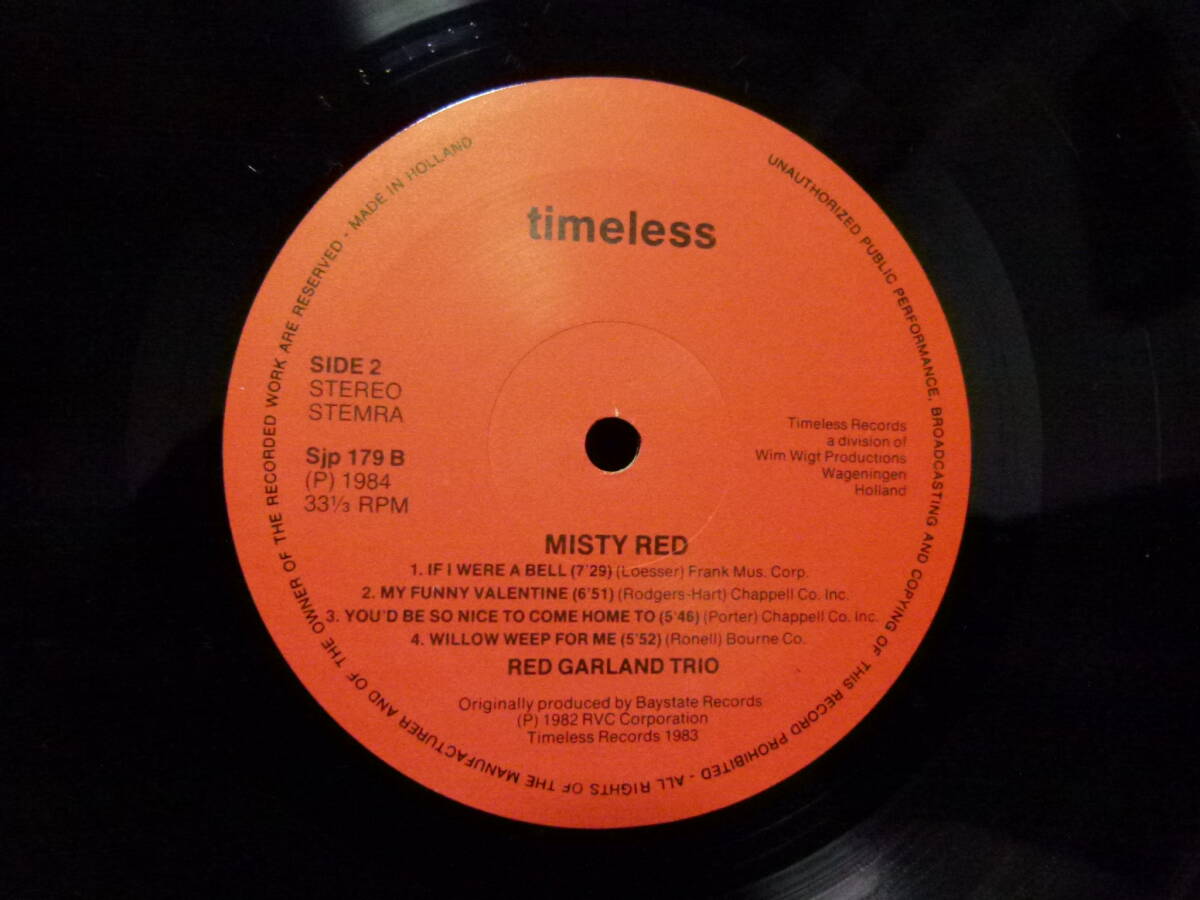 timeless
SIDE 2
STEREO
STEMRA
Sjp 179 B
(P) 1984
33⅓ RPM
Timeless Records
a division of
Wim Wigt Productions
Wageningen
Holland
MISTY RED
1. IF I WERE A BELL (7'29) (Loesser) Frank Mus. Corp.
2. MY FUNNY VALENTINE (6'51) (Rodgers-Hart) Chappell Co. Inc.
3. YOU'D BE SO NICE TO COME HOME TO (5'46) (Porter) Chappell Co. Inc.
4. WILLOW WEEP FOR ME (5'52) (Ronell) Bourne Co.
RED GARLAND TRIO
Originally produced by Baystate Records
(P) 1982 RVC Corporation
Timeless Records 1983
UNAUTHORIZED PUBLIC PERFORMANCE, BROADCASTING AND COPYING OF THIS RECORD PROHIBITED - ALL RIGHTS OF THE MANUFACTURER AND OF THE OWNER OF THE RECORDED WORK ARE RESERVED - MADE IN HOLLAND